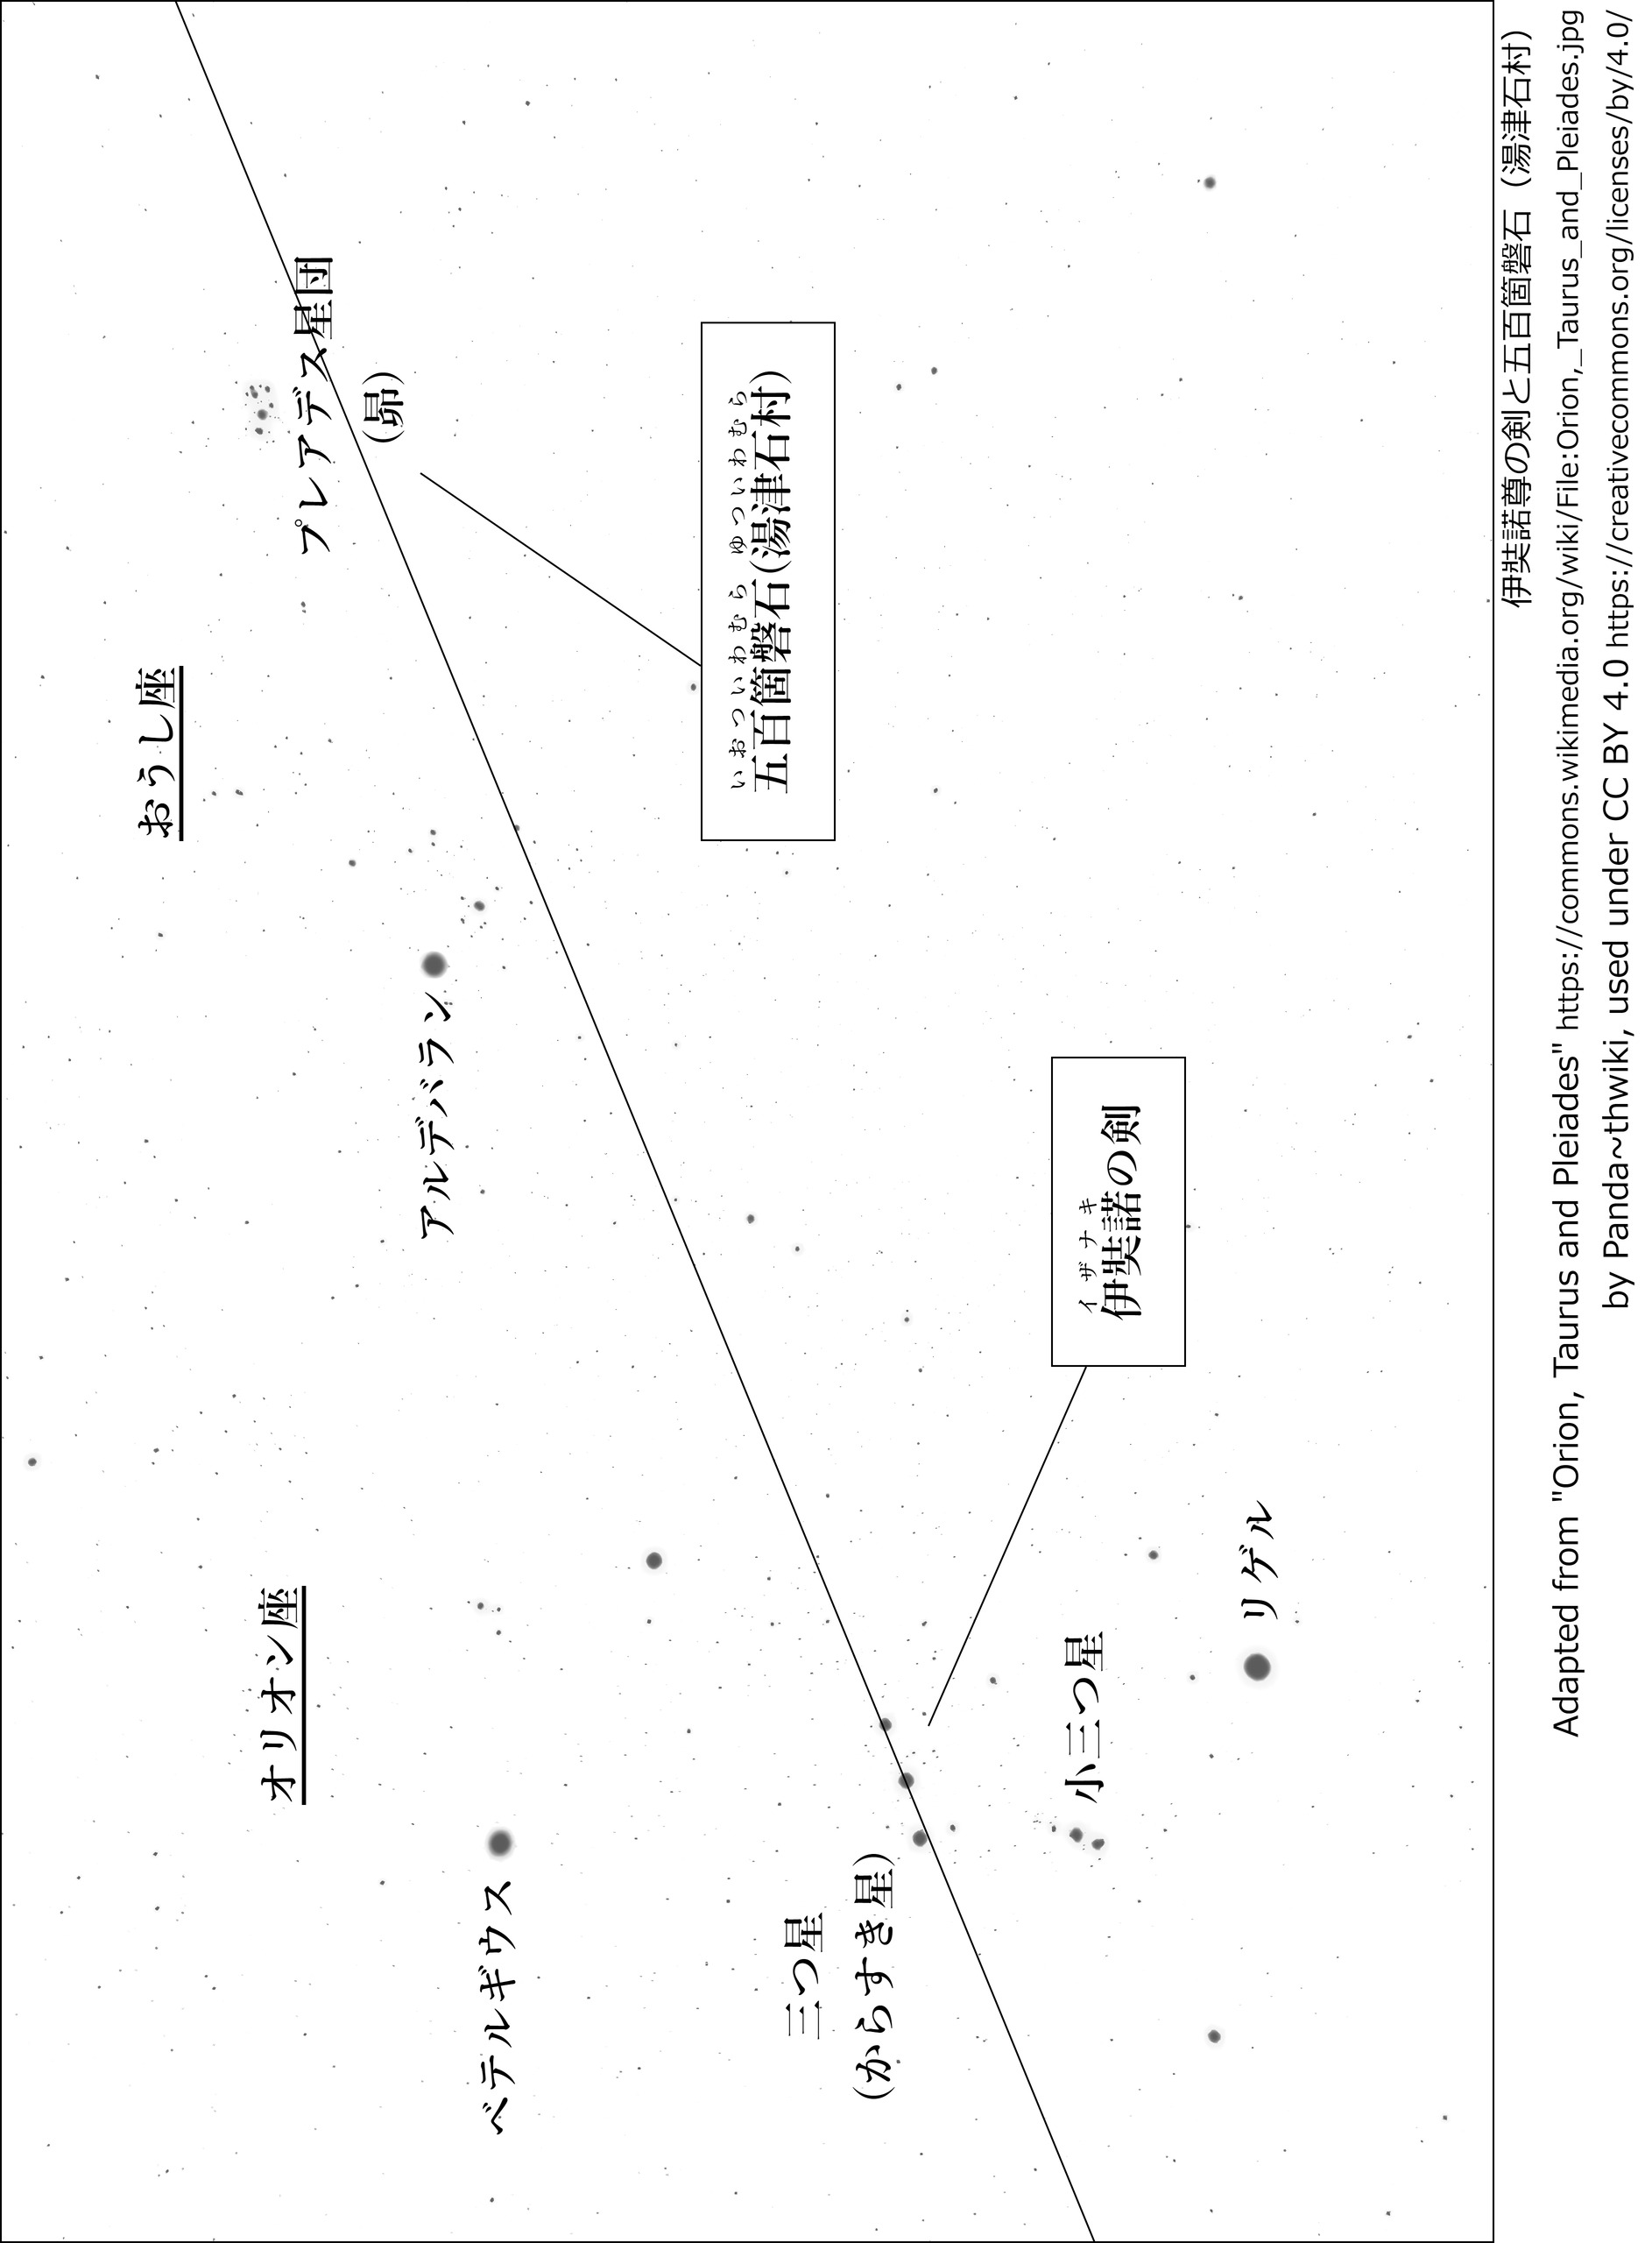 おうし座
オリオン座
プレアデス星団
(昴)
アルデバラン
ベテルギウス
いおついわむら ゆついわむら
五百箇磐石(湯津石村)
三つ星
(からすき星)
小三つ星
イザナキ
伊奘諾の剣
リゲル
伊奘諾尊の剣と五百箇磐石（湯津石村）
Adapted from "Orion, Taurus and Pleiades" https://commons.wikimedia.org/wiki/File:Orion,_Taurus_and_Pleiades.jpg
by Panda~thwiki, used under CC BY 4.0 https://creativecommons.org/licenses/by/4.0/